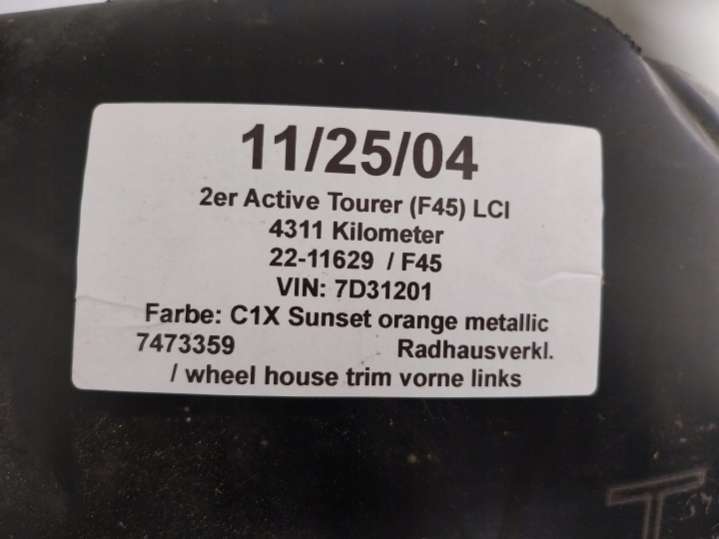 11/25/04
2er Active Tourer (F45) LCI
4311 Kilometer
22-11629 / F45
VIN: 7D31201
Farbe: C1X Sunset orange metallic
7473359 Radhausverkl.
/ wheel house trim vorne links
T